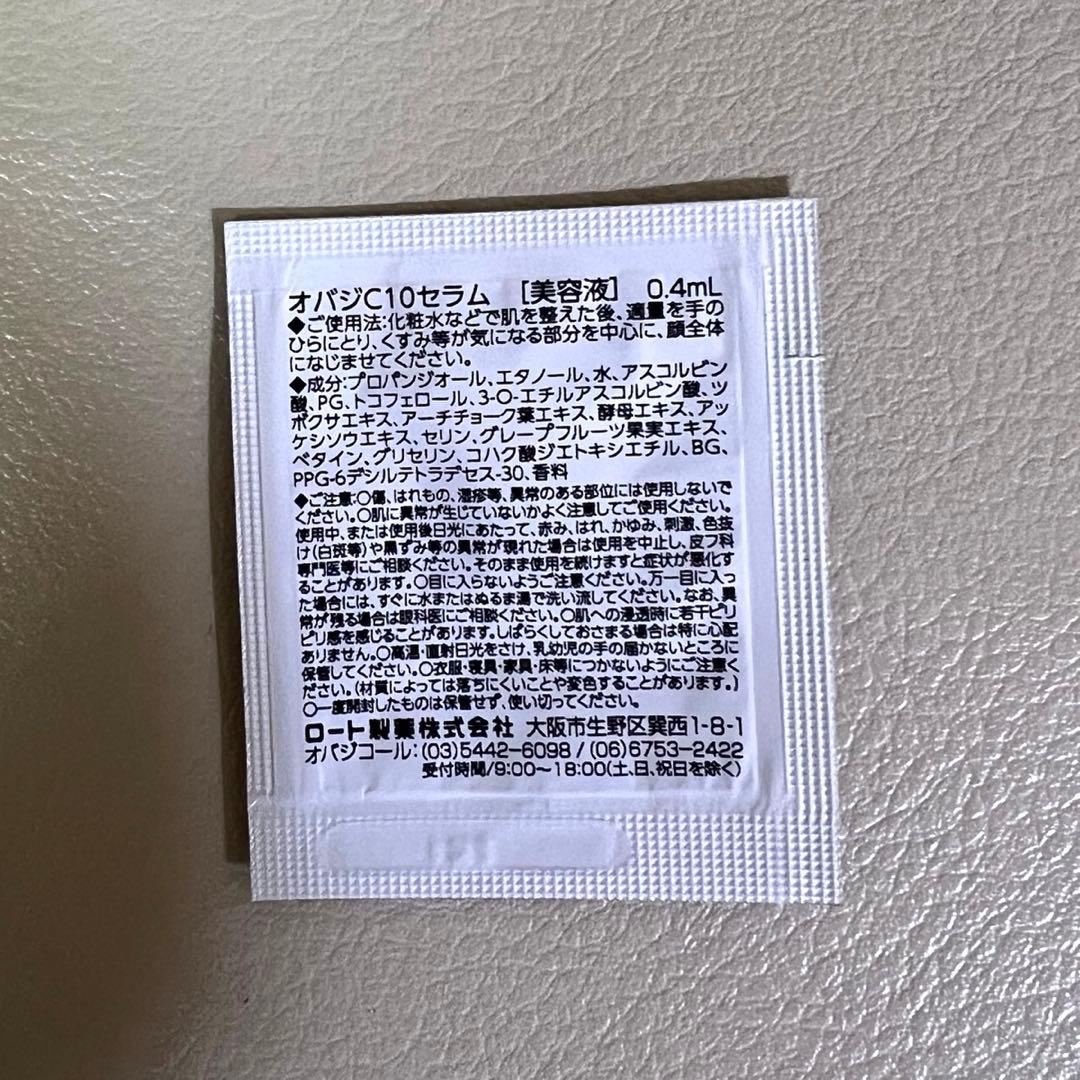 オバジC10セラム [美容液] 0.4mL
◆ご使用法:化粧水などで肌を整えた後、適量を手の
ひらにとり、くすみ等が気になる部分を中心に、顔全体
になじませてください。
◆成分:プロパンジオール、エタノール、水、アスコルビン
酸、PG、トコフェロール、3-O-エチルアスコルビン酸、ツ
ボクサエキス、アーチチョーク葉エキス、酵母エキス、アッ
ケシソウエキス、セリン、グレープフルーツ果実エキス、
ベタイン、グリセリン、コハク酸ジエトキシエチル、BG、
PPG-6デシルテトラデセス-30、香料
◆ご注意:○傷、はれもの、湿疹等、異常のある部位には使用しないで
ください。○肌に異常が生じていないかよく注意してご使用ください。
使用中、または使用後日光にあたって、赤み、はれ、かゆみ、刺激、色抜
け(白斑等)や黒ずみ等の異常が現れた場合は使用を中止し、皮フ科
専門医等にご相談ください。そのまま使用を続けますと症状が悪化す
ることがあります。○目に入らないようご注意ください。万一目に入っ
た場合には、すぐに水またはぬるま湯で洗い流してください。なお、異
常が残る場合は眼科医にご相談ください。○肌への浸透時に若干ピリ
ピリ感を感じることがあります。しばらくしておさまる場合は特に心配
ありません。○高温・直射日光をさけ、乳幼児の手の届かないところに
保管してください。○衣服・寝具・家具・床等につかないようにご注意く
ださい。(材質によっては落ちにくいことや変色することがあります。)
○一度開封したものは保管せず、使い切ってください。
ロート製薬株式会社 大阪市生野区巽西1-8-1
オバジコール:(03)5442-6098/(06)6753-2422
受付時間/9:00～18:00(土、日、祝日を除く)